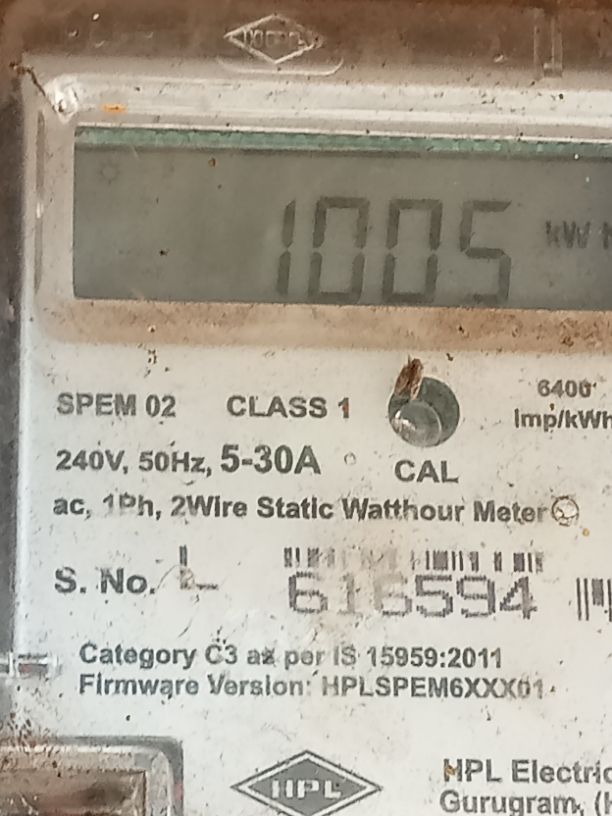 1005 kW
SPEM 02 CLASS 1
6400
Imp/kWh
240V, 50Hz, 5-30A
CAL
ac, 1Ph, 2Wire Static Watthour Meter
S. No. 616594
Category C3 as per IS 15959:2011
Firmware Version: HPLSPEM6XXX01
HPL
HPL Electric
Gurugram, (H